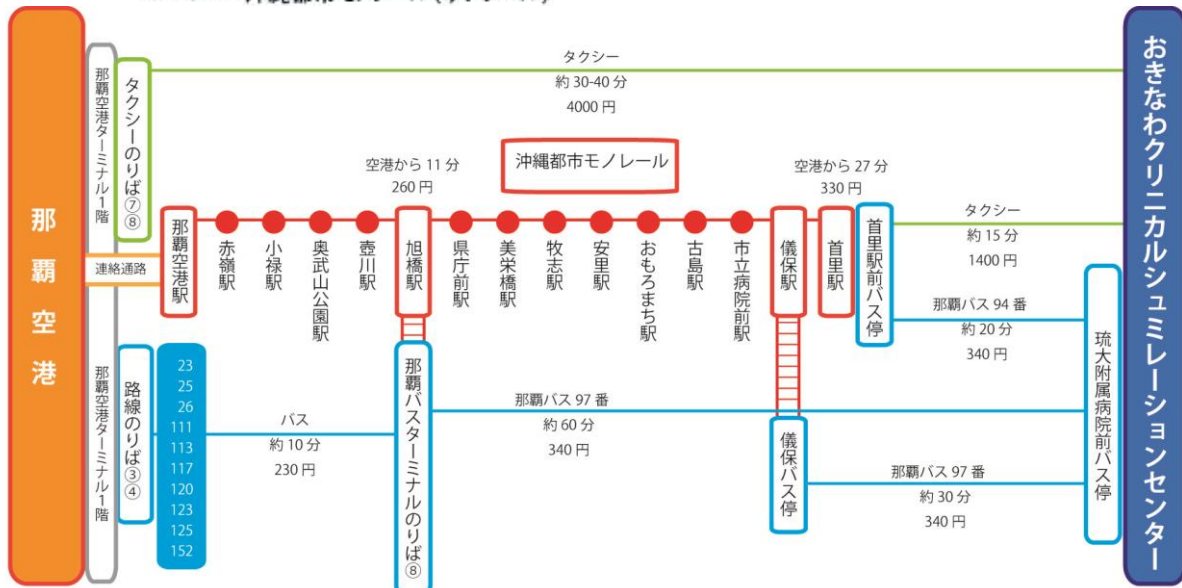 那覇空港
那覇空港ターミナル1階
タクシーのりば⑦⑧
連絡通路
那覇空港ターミナル1階
路線のりば③④
23
25
26
111
113
117
120
123
125
152
タクシー
約 30-40 分
4000 円
沖縄都市モノレール
空港から 11 分
260 円
空港から 27 分
330 円
那覇空港駅
赤嶺駅
小禄駅
奥武山公園駅
壺川駅
旭橋駅
県庁前駅
美栄橋駅
牧志駅
安里駅
おもろまち駅
古島駅
市立病院前駅
儀保駅
首里駅
首里駅前バス停
タクシー
約 15 分
1400 円
那覇バス 94 番
約 20 分
340 円
バス
約 10 分
230 円
那覇バスターミナルのりば⑧
那覇バス 97 番
約 60 分
340 円
儀保バス停
那覇バス 97 番
約 30 分
340 円
琉大附属病院前バス停
おきなわクリニカルシュミレーションセンター